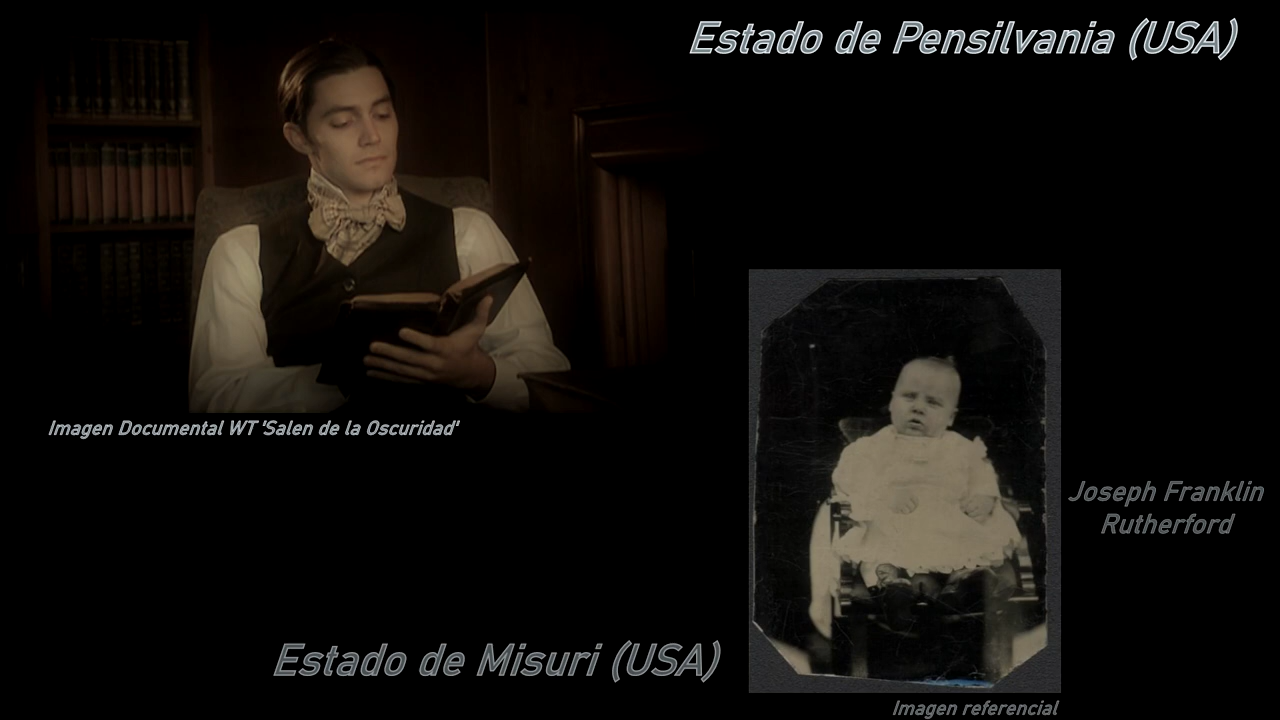 Estado de Pensilvania (USA)
Imagen Documental WT 'Salen de la Oscuridad'
Joseph Franklin
Rutherford
Estado de Misuri (USA)
Imagen referencial